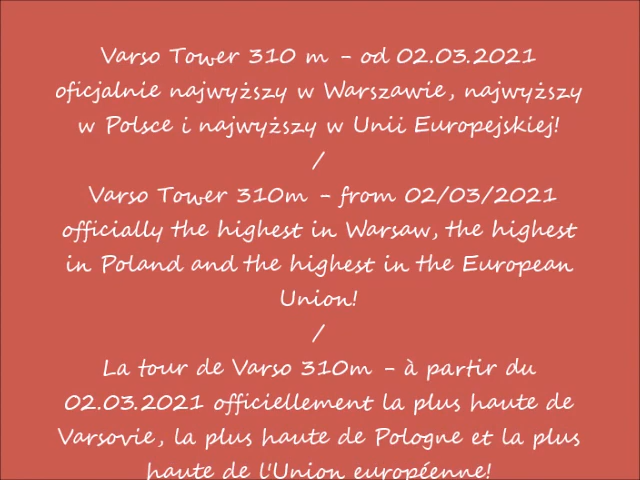 Varso Tower 310 m - od 02.03.2021
oficjalnie najwyższy w Warszawie, najwyższy
w Polsce i najwyższy w Unii Europejskiej!
/
Varso Tower 310m - from 02/03/2021
officially the highest in Warsaw, the highest
in Poland and the highest in the European
Union!
/
La tour de Varso 310m - à partir du
02.03.2021 officiellement la plus haute de
Varsovie, la plus haute de Pologne et la plus
haute de l'Union européenne!